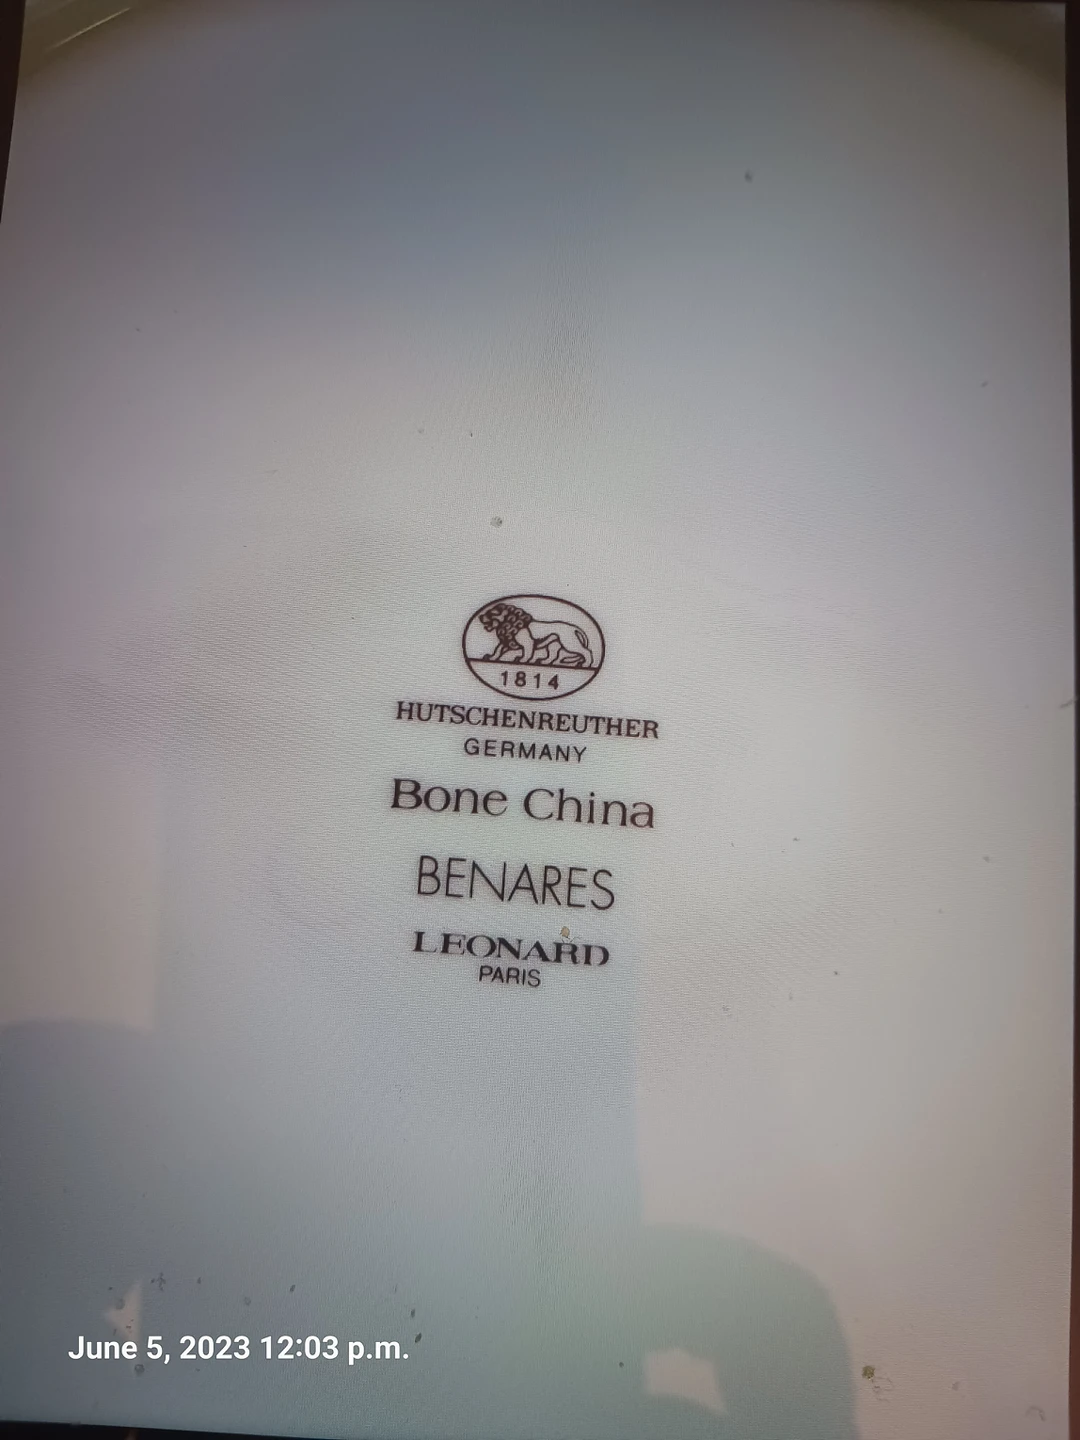 1814
HUTSCHENREUTHER
GERMANY
Bone China
BENARES
LEONARD
PARIS
June 5, 2023 12:03 p.m.